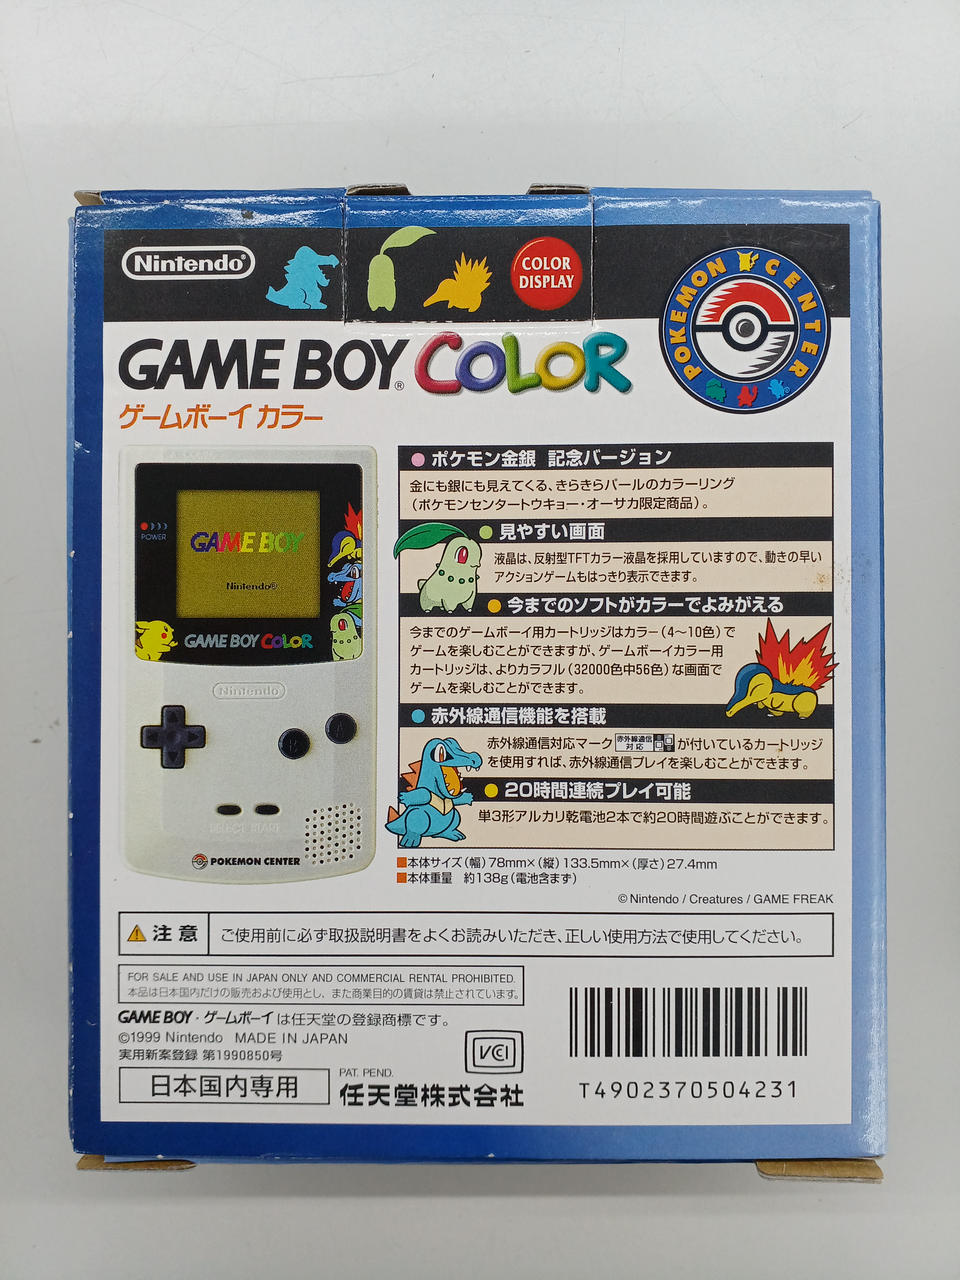 Nintendo®
COLOR
DISPLAY
POKEMON CENTER
GAME BOY® COLOR
ゲームボーイ カラー
POWER
GAME BOY
Nintendo®
GAME BOY COLOR
Nintendo
B
A
SELECT START
POKEMON CENTER
ポケモン金銀 記念バージョン
金にも銀にも見えてくる、きらきらパールのカラーリング
（ポケモンセンタートウキョー・オーサカ限定商品）。
見やすい画面
液晶は、反射型TFTカラー液晶を採用していますので、動きの早い
アクションゲームもはっきり表示できます。
今までのソフトがカラーでよみがえる
今までのゲームボーイ用カートリッジはカラー（4〜10色）で
ゲームを楽しむことができますが、ゲームボーイカラー用
カートリッジは、よりカラフル（32000色中56色）な画面で
ゲームを楽しむことができます。
赤外線通信機能を搭載
赤外線通信対応マーク 赤外線通信対応 が付いているカートリッジ
を使用すれば、赤外線通信プレイを楽しむことができます。
20時間連続プレイ可能
単3形アルカリ乾電池2本で約20時間遊ぶことができます。
■本体サイズ（幅）78mm×（縦）133.5mm×（厚さ）27.4mm
■本体重量 約138g（電池含まず）
©Nintendo / Creatures / GAME FREAK
注意 ご使用前に必ず取扱説明書をよくお読みいただき、正しい使用方法で使用してください。
FOR SALE AND USE IN JAPAN ONLY AND COMMERCIAL RENTAL PROHIBITED.
本品は日本国内だけの販売および使用とし、また商業目的の賃貸は禁止されています。
GAME BOY・ゲームボーイは任天堂の登録商標です。
©1999 Nintendo MADE IN JAPAN
実用新案登録 第1990850号
VCI
日本国内専用
PAT. PEND.
任天堂株式会社
T4902370504231